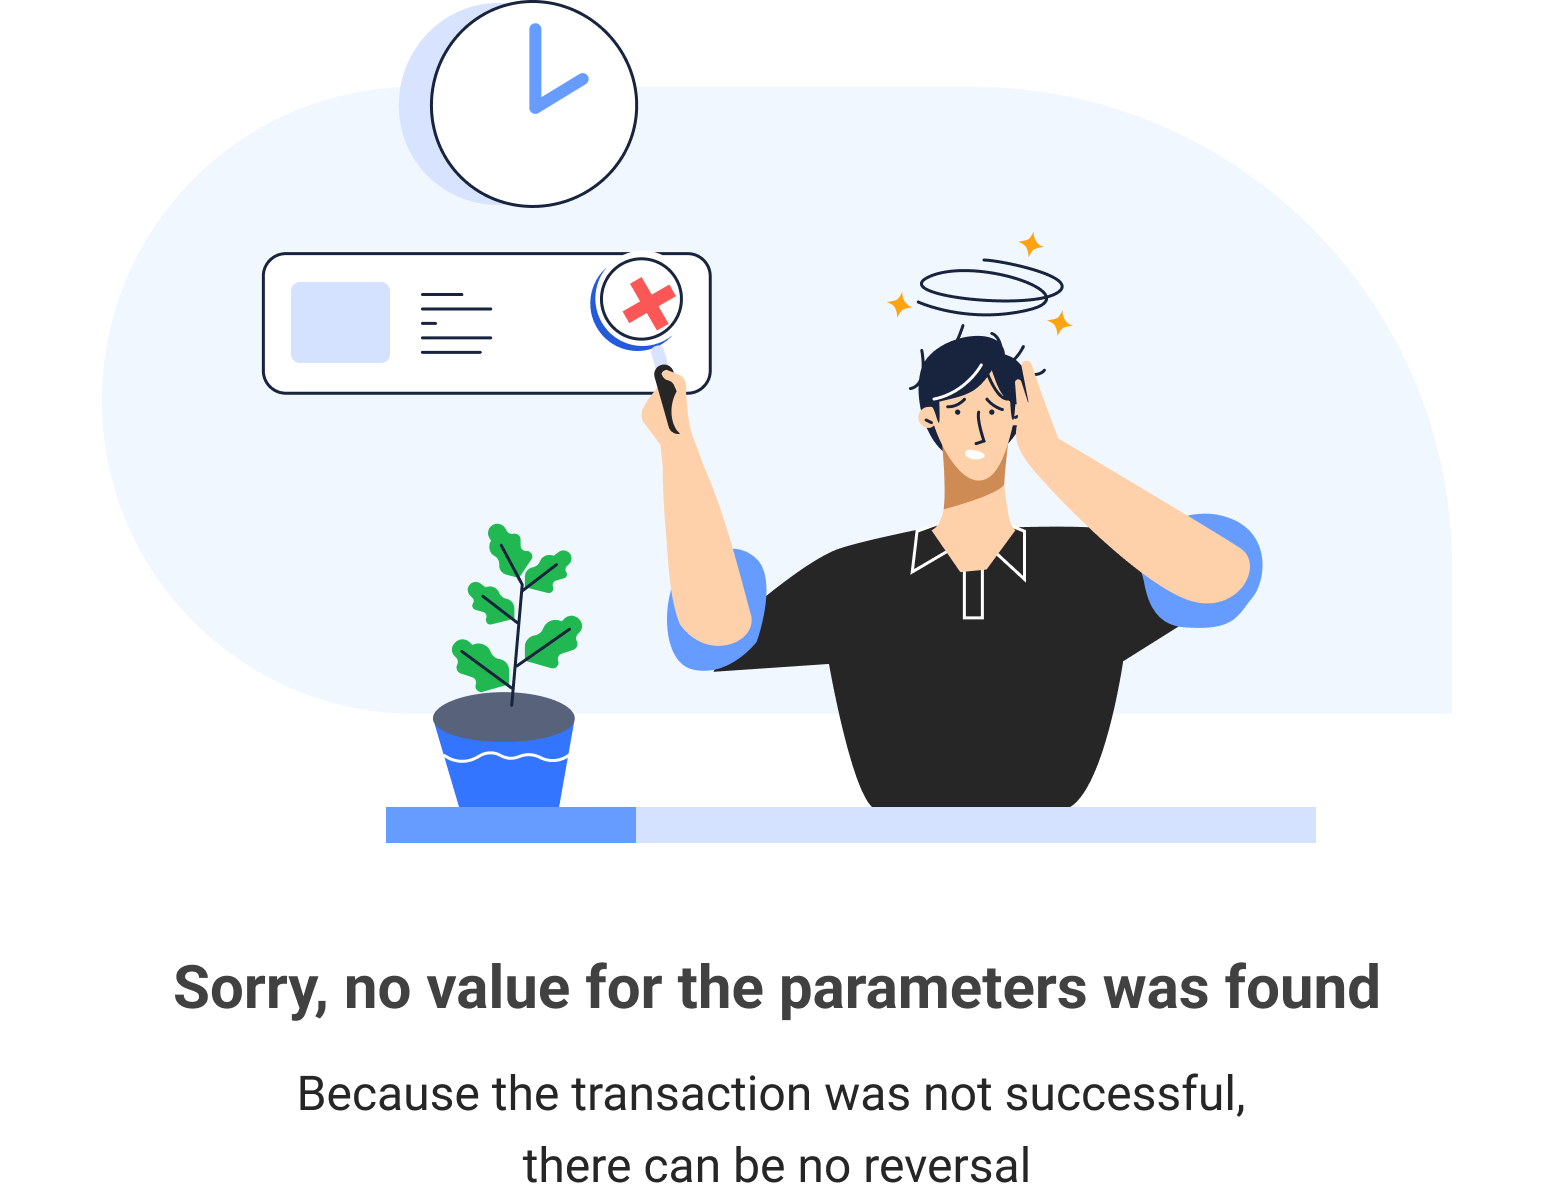 Sorry, no value for the parameters was found
Because the transaction was not successful,
there can be no reversal